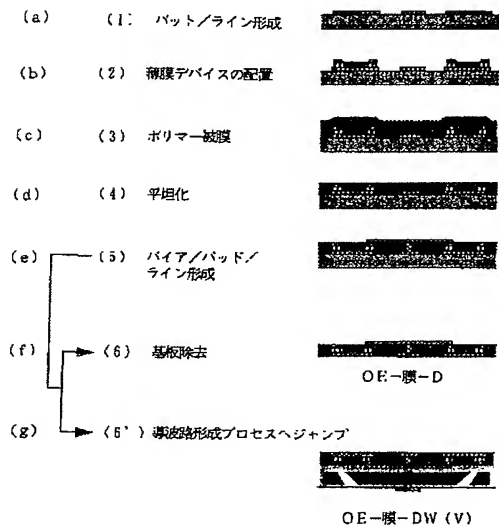 (a) (1) パット／ライン形成
(b) (2) 薄膜デバイスの配置
(c) (3) ポリマー被膜
(d) (4) 平坦化
(e) (5) バイア／パッド／
ライン形成
(f) (6) 基板除去
OE－膜－D
(g) (6') 導波路形成プロセスへジャンプ
OE－膜－DW (V)